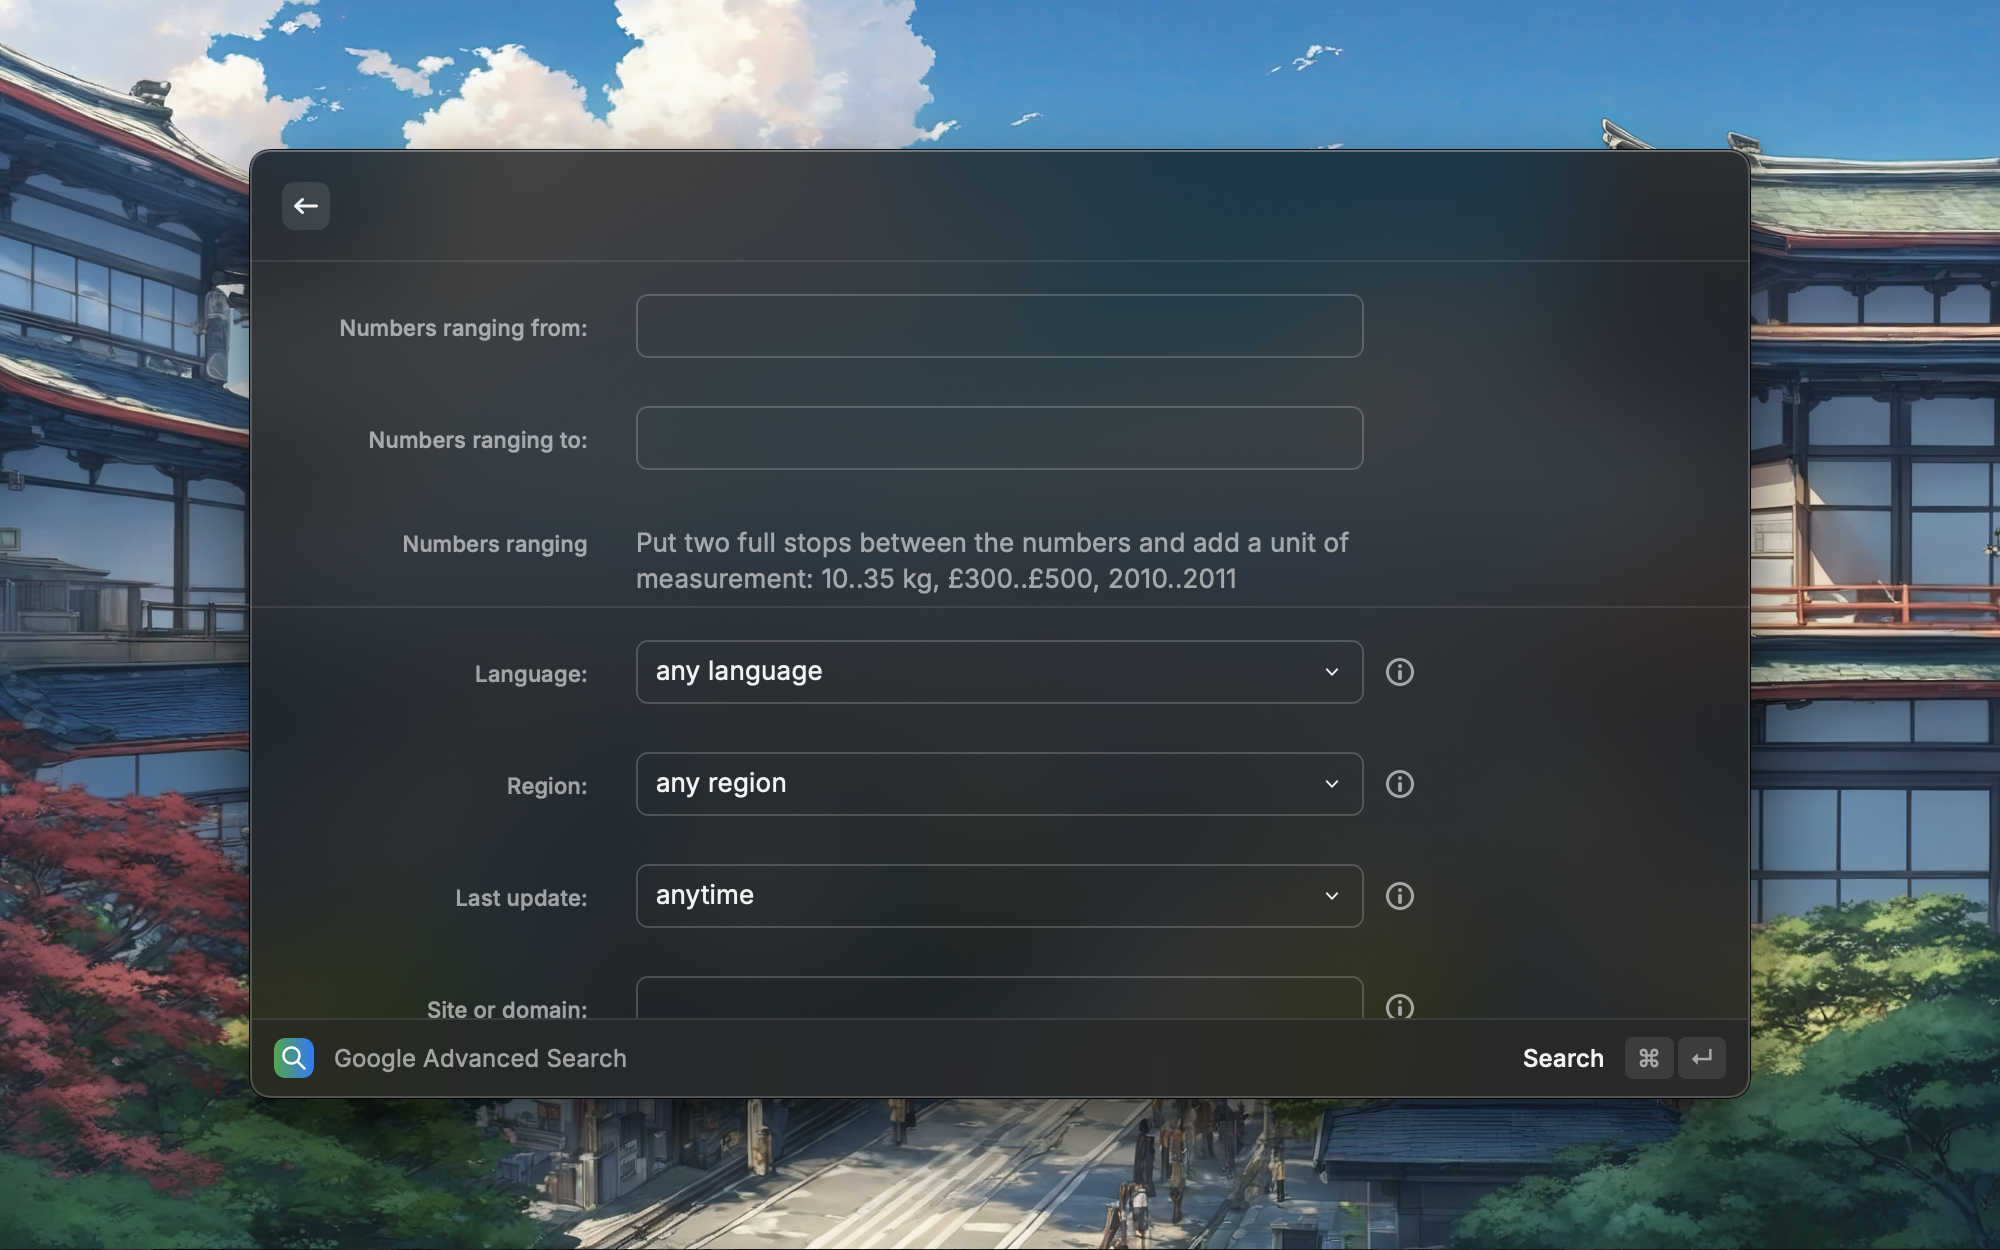 Numbers ranging from:
Numbers ranging to:
Numbers ranging
Put two full stops between the numbers and add a unit of
measurement: 10..35 kg, £300..£500, 2010..2011
Language:
any language
Region:
any region
Last update:
anytime
Site or domain:
Google Advanced Search
Search ⌘ ↵